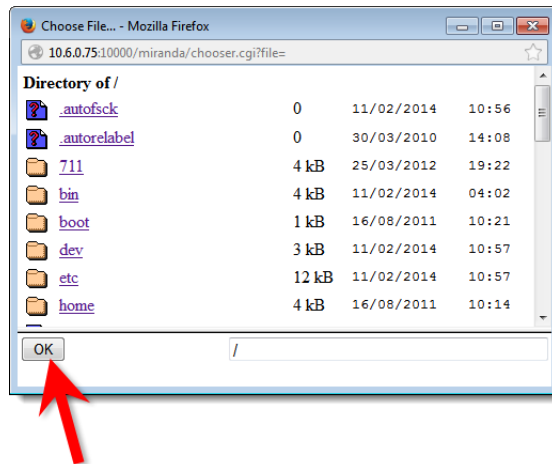 Choose File... - Mozilla Firefox
10.6.0.75:10000/miranda/chooser.cgi?file=
Directory of /
.autofsck 0 11/02/2014 10:56
.autorelabel 0 30/03/2010 14:08
711 4 kB 25/03/2012 19:22
bin 4 kB 11/02/2014 04:02
boot 1 kB 16/08/2011 10:21
dev 3 kB 11/02/2014 10:57
etc 12 kB 11/02/2014 10:57
home 4 kB 16/08/2011 10:14
OK /